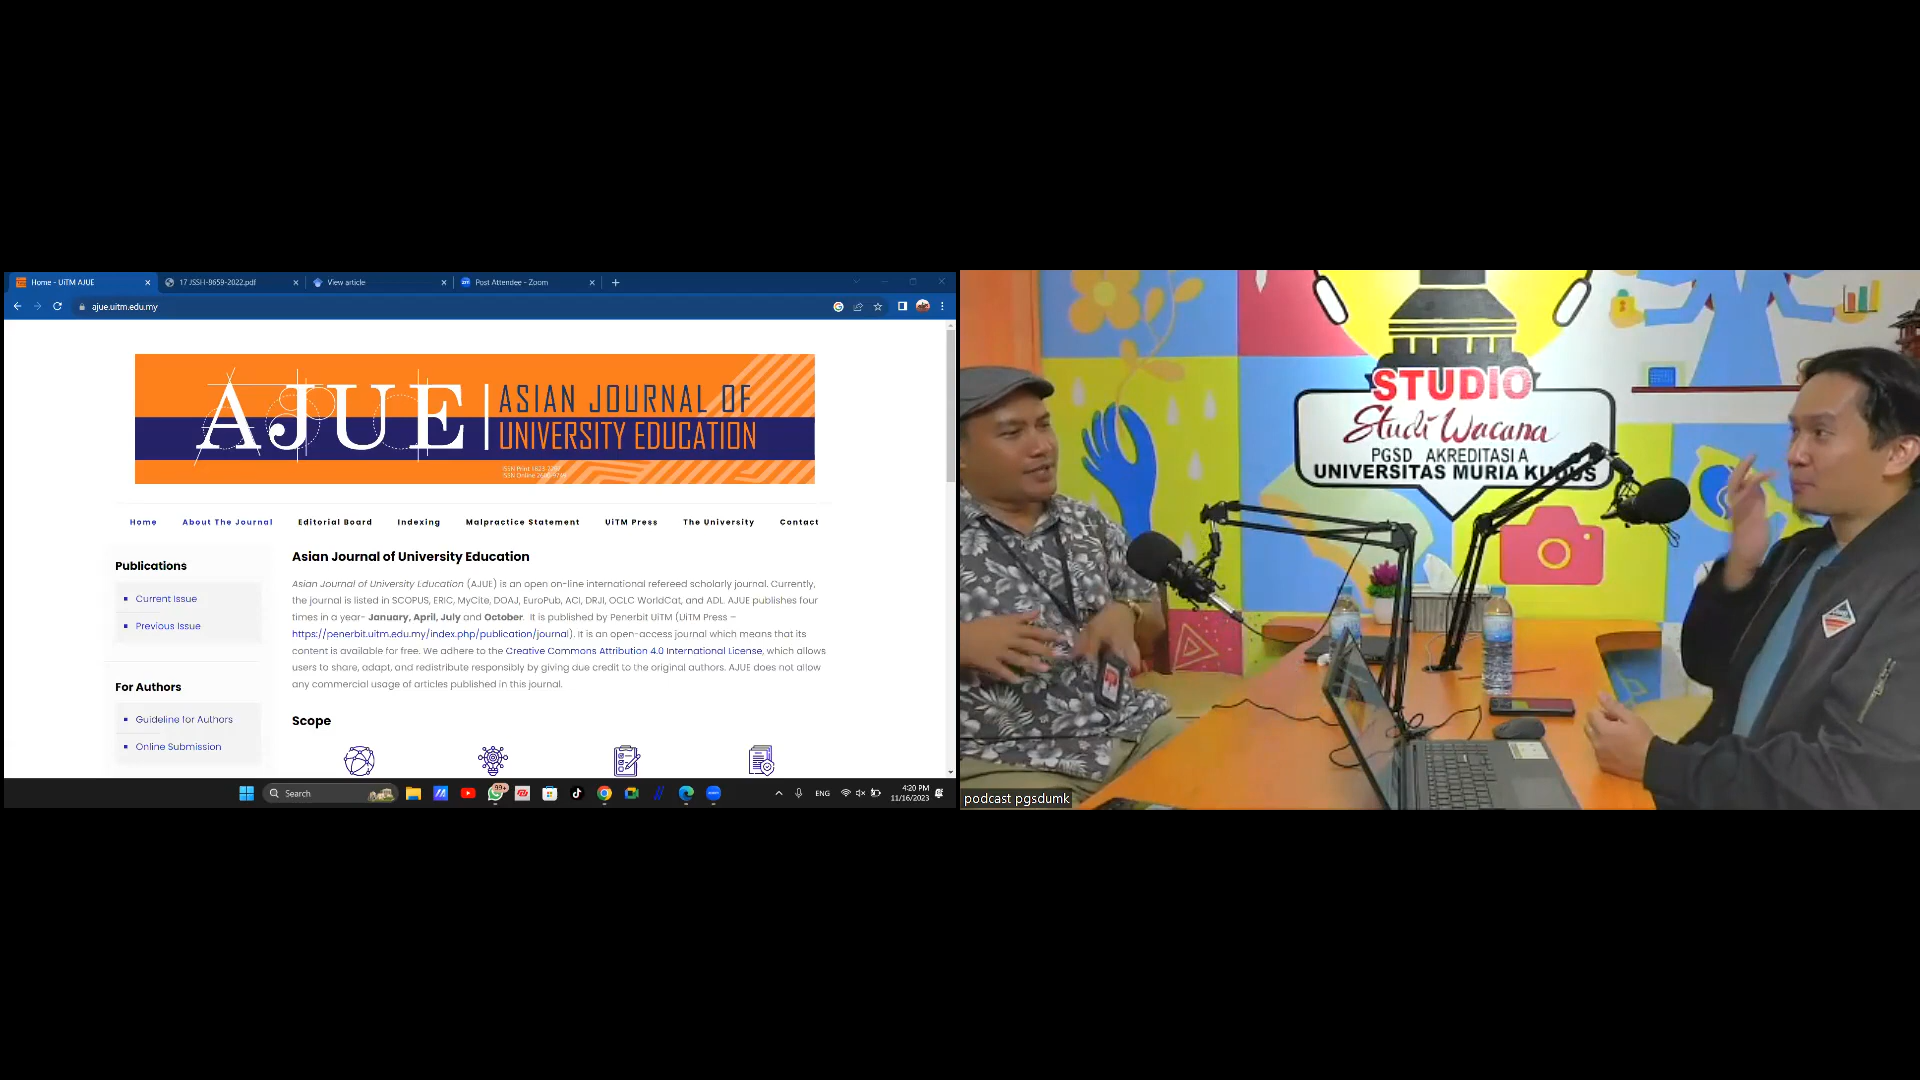 Home - UiTM AJUE
17 JSSH-8659-2022.pdf
View article
Post Attendee - Zoom
ajue.uitm.edu.my
AJUE
ASIAN JOURNAL OF
UNIVERSITY EDUCATION
Home
About The Journal
Editorial Board
Indexing
Malpractice Statement
UiTM Press
The University
Contact
Publications
Current Issue
Previous Issue
For Authors
Guideline for Authors
Online Submission
Asian Journal of University Education
Asian Journal of University Education (AJUE) is an open on-line international refereed scholarly journal. Currently,
the journal is listed in SCOPUS, ERIC, MyCite, DOAJ, EuroPub, ACI, DRJI, OCLC WorldCat, and ADL. AJUE publishes four
times in a year- January, April, July and October. It is published by Penerbit UiTM (UiTM Press –
https://penerbit.uitm.edu.my/index.php/publication/journal). It is an open-access journal which means that its
content is available for free. We adhere to the Creative Commons Attribution 4.0 International License, which allows
users to share, adapt, and redistribute responsibly by giving due credit to the original authors. AJUE does not allow
any commercial usage of articles published in this journal.
Scope
Search
99+
ENG
4:20 PM
11/16/2023
STUDIO
Studi Wacana
PGSD AKREDITASI A
UNIVERSITAS MURIA KUDUS
podcast pgsdumk